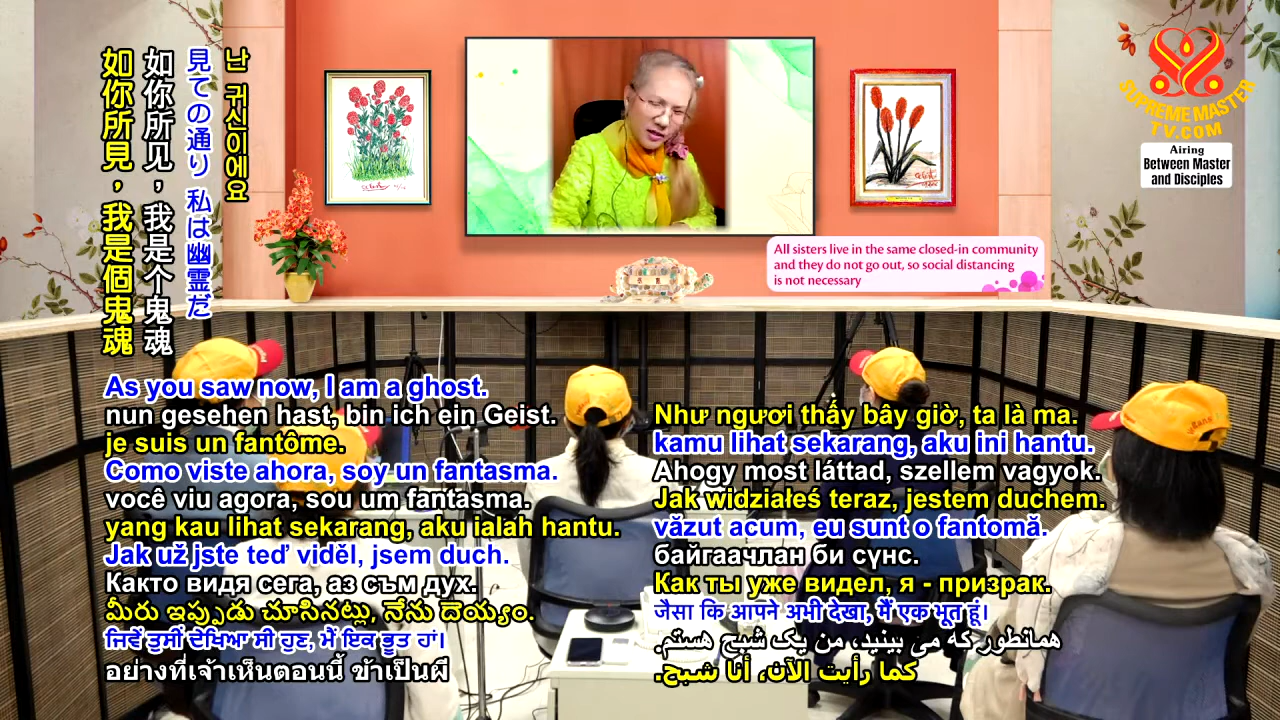 如你所見，我是個鬼魂
如你所见，我是个鬼魂
見ての通り 私は幽霊だ
난 귀신이에요
SUPREME MASTER
TV.COM
Airing
Between Master
and Disciples
All sisters live in the same closed-in community
and they do not go out, so social distancing
is not necessary
As you saw now, I am a ghost.
nun gesehen hast, bin ich ein Geist.
je suis un fantôme.
Como viste ahora, soy un fantasma.
você viu agora, sou um fantasma.
yang kau lihat sekarang, aku ialah hantu.
Jak už jste teď viděl, jsem duch.
Както видя сега, аз съм дух.
మీరు ఇప్పుడు చూసినట్లు, నేను దెయ్యం.
ਜਿਵੇਂ ਤੁਸੀਂ ਦੇਖਿਆ ਸੀ ਹੁਣ, ਮੈਂ ਇਕ ਭੂਤ ਹਾਂ।
อย่างที่เจ้าเห็นตอนนี้ ข้าเป็นผี
Như ngươi thấy bây giờ, ta là ma.
kamu lihat sekarang, aku ini hantu.
Ahogy most láttad, szellem vagyok.
Jak widziałeś teraz, jestem duchem.
văzut acum, eu sunt o fantomă.
байгаачлан би сүнс.
Как ты уже видел, я - призрак.
जैसा कि आपने अभी देखा, मैं एक भूत हूं।
همانطور که می بینید، من یک شبح هستم.
كما رأيت الآن، أنا شبح.